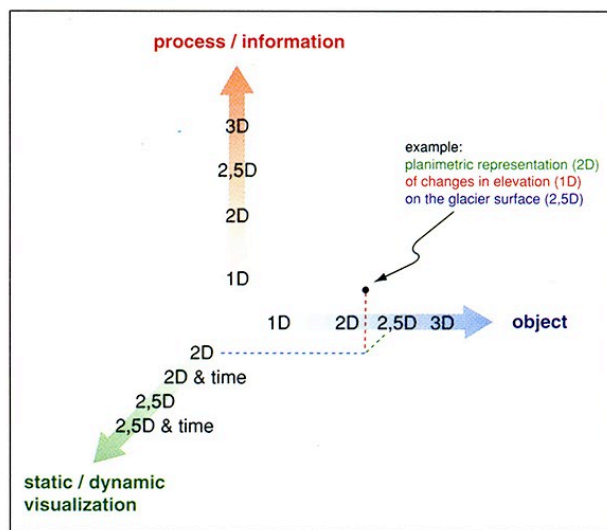 process / information
3D
2,5D
2D
1D
example:
planimetric representation (2D)
of changes in elevation (1D)
on the glacier surface (2,5D)
1D 2D 2,5D 3D object
2D
2D & time
2,5D
2,5D & time
static / dynamic
visualization